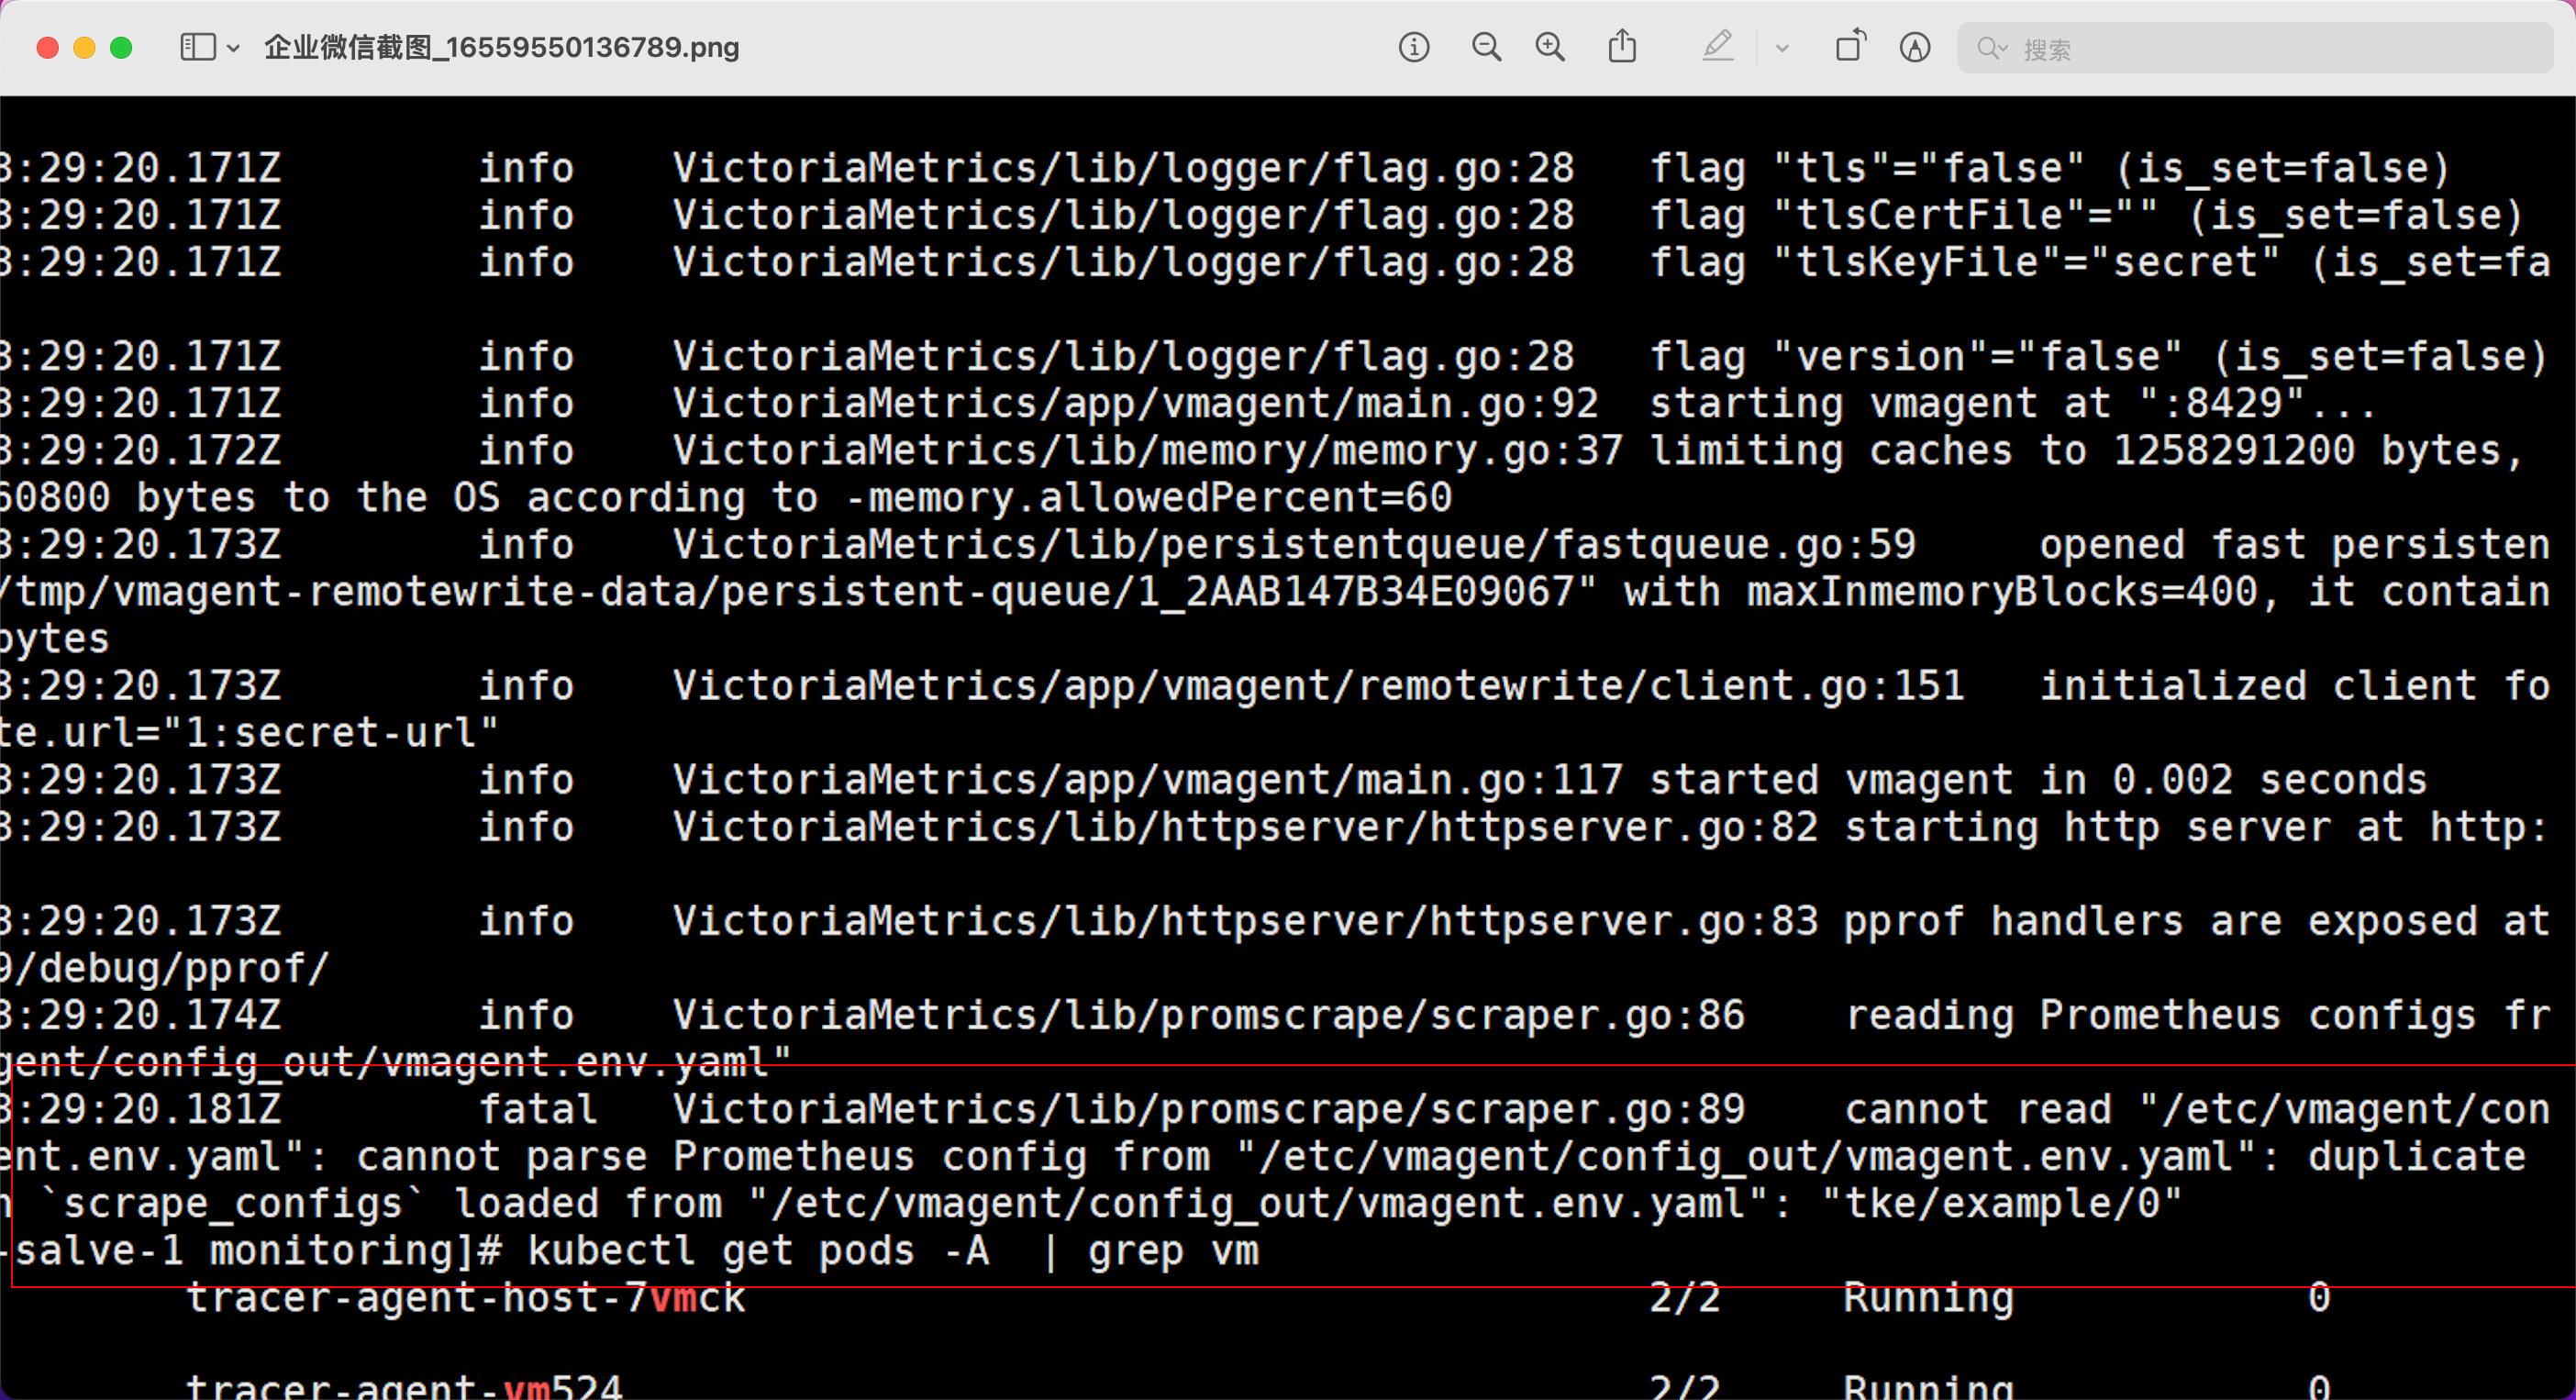 企业微信截图_16559550136789.png
搜索
3:29:20.171Z info VictoriaMetrics/lib/logger/flag.go:28 flag "tls"="false" (is_set=false)
3:29:20.171Z info VictoriaMetrics/lib/logger/flag.go:28 flag "tlsCertFile"="" (is_set=false)
3:29:20.171Z info VictoriaMetrics/lib/logger/flag.go:28 flag "tlsKeyFile"="secret" (is_set=fa
3:29:20.171Z info VictoriaMetrics/lib/logger/flag.go:28 flag "version"="false" (is_set=false)
3:29:20.171Z info VictoriaMetrics/app/vmagent/main.go:92 starting vmagent at ":8429"...
3:29:20.172Z info VictoriaMetrics/lib/memory/memory.go:37 limiting caches to 1258291200 bytes,
60800 bytes to the OS according to -memory.allowedPercent=60
3:29:20.173Z info VictoriaMetrics/lib/persistentqueue/fastqueue.go:59 opened fast persisten
/tmp/vmagent-remotewrite-data/persistent-queue/1_2AAB147B34E09067" with maxInmemoryBlocks=400, it contain
bytes
3:29:20.173Z info VictoriaMetrics/app/vmagent/remotewrite/client.go:151 initialized client fo
te.url="1:secret-url"
3:29:20.173Z info VictoriaMetrics/app/vmagent/main.go:117 started vmagent in 0.002 seconds
3:29:20.173Z info VictoriaMetrics/lib/httpserver/httpserver.go:82 starting http server at http:
3:29:20.173Z info VictoriaMetrics/lib/httpserver/httpserver.go:83 pprof handlers are exposed at
9/debug/pprof/
3:29:20.174Z info VictoriaMetrics/lib/promscrape/scraper.go:86 reading Prometheus configs fr
gent/config_out/vmagent.env.yaml"
3:29:20.181Z fatal VictoriaMetrics/lib/promscrape/scraper.go:89 cannot read "/etc/vmagent/con
ent.env.yaml": cannot parse Prometheus config from "/etc/vmagent/config_out/vmagent.env.yaml": duplicate
n `scrape_configs` loaded from "/etc/vmagent/config_out/vmagent.env.yaml": "tke/example/0"
-salve-1 monitoring]# kubectl get pods -A | grep vm
tracer-agent-host-7vmck 2/2 Running 0
tracer-agent-vm524 2/2 Running 0